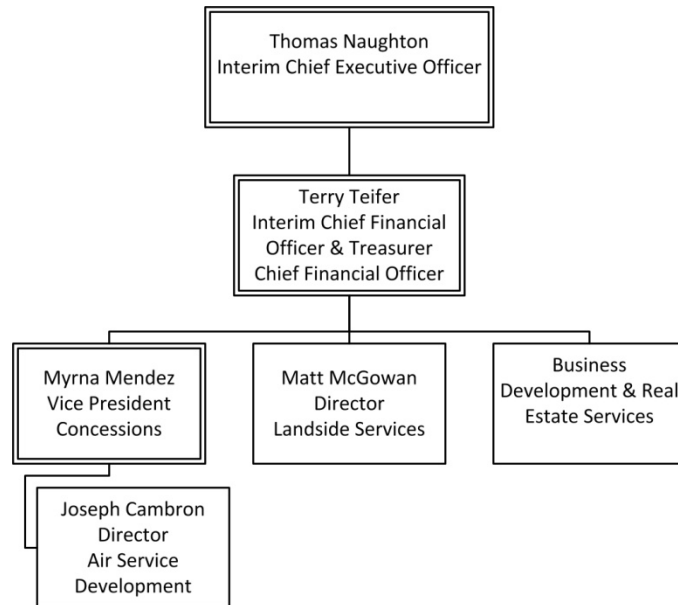 Thomas Naughton
Interim Chief Executive Officer
Terry Teifer
Interim Chief Financial
Officer & Treasurer
Chief Financial Officer
Myrna Mendez
Vice President
Concessions
Matt McGowan
Director
Landside Services
Business
Development & Real
Estate Services
Joseph Cambron
Director
Air Service
Development